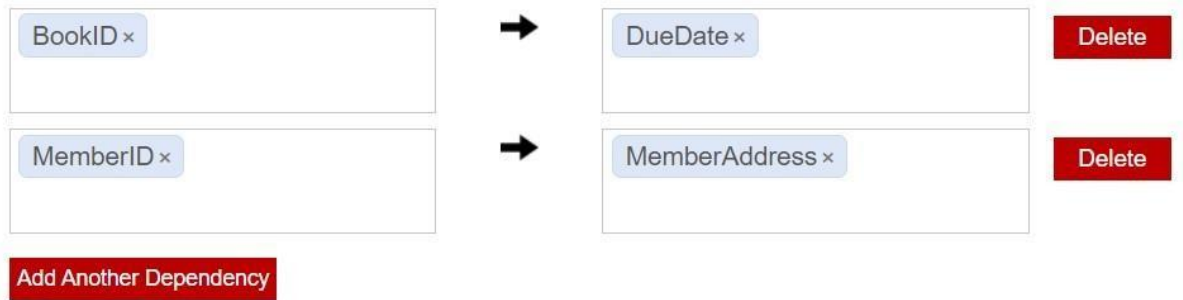 BookID × DueDate × Delete
MemberID × MemberAddress × Delete
Add Another Dependency